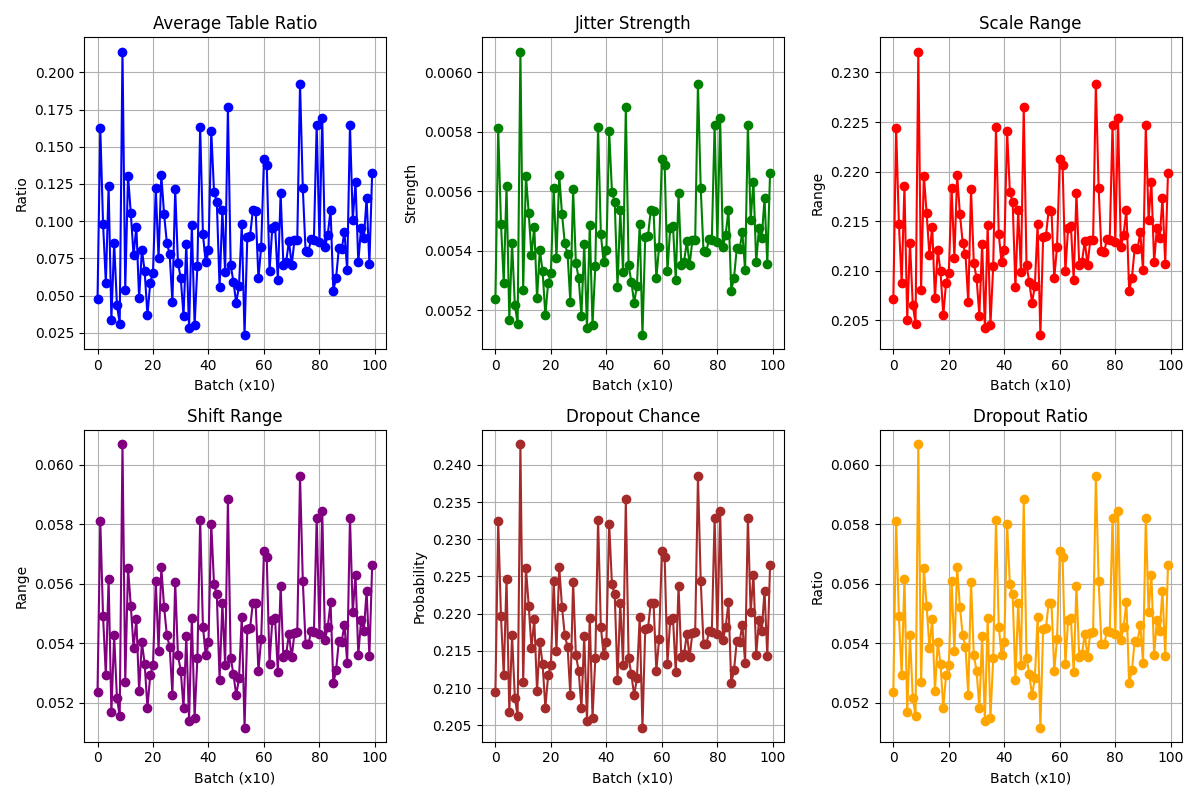 Average Table Ratio
Ratio
0.200
0.175
0.150
0.125
0.100
0.075
0.050
0.025
0 20 40 60 80 100
Batch (x10)
Jitter Strength
Strength
0.0060
0.0058
0.0056
0.0054
0.0052
0 20 40 60 80 100
Batch (x10)
Scale Range
Range
0.230
0.225
0.220
0.215
0.210
0.205
0 20 40 60 80 100
Batch (x10)
Shift Range
Range
0.060
0.058
0.056
0.054
0.052
0 20 40 60 80 100
Batch (x10)
Dropout Chance
Probability
0.240
0.235
0.230
0.225
0.220
0.215
0.210
0.205
0 20 40 60 80 100
Batch (x10)
Dropout Ratio
Ratio
0.060
0.058
0.056
0.054
0.052
0 20 40 60 80 100
Batch (x10)